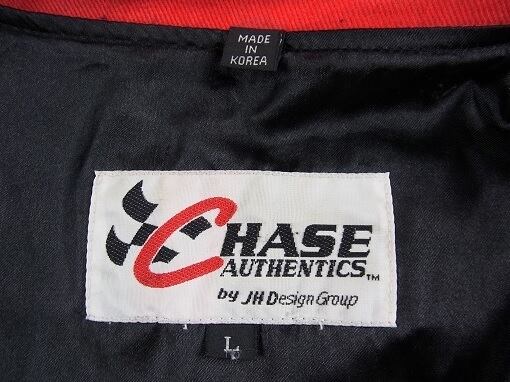 MADE
IN
KOREA
CHASE
AUTHENTICS™
by JH Design Group
L